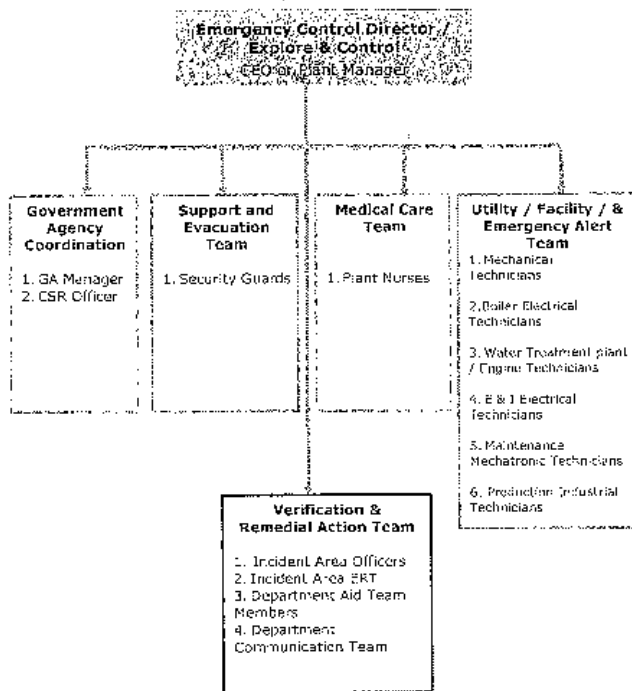 Emergency Control Director /
Explore & Control
CEO or Plant Manager
Government
Agency
Coordination
1. GA Manager
2. CSR Officer
Support and
Evacuation
Team
1. Security Guards
Medical Care
Team
1. Plant Nurses
Utility / Facility / &
Emergency Alert
Team
1. Mechanical
Technicians
2. Boiler Electrical
Technicians
3. Water Treatment plant
/ Engine Technicians
4. E & I Electrical
Technicians
5. Maintenance
Mechatronic Technicians
6. Production Industrial
Technicians
Verification &
Remedial Action Team
1. Incident Area Officers
2. Incident Area ERT
3. Department Aid Team
Members
4. Department
Communication Team